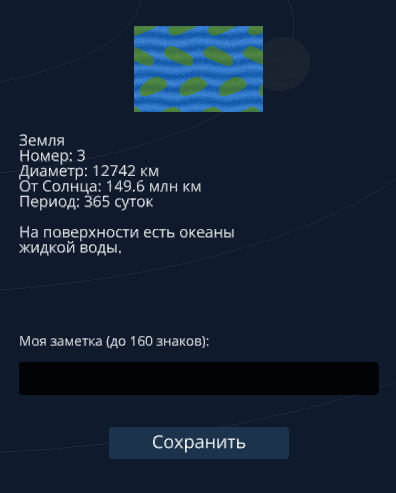 Земля
Номер: 3
Диаметр: 12742 км
От Солнца: 149.6 млн км
Период: 365 суток
На поверхности есть океаны
жидкой воды.
Моя заметка (до 160 знаков):
Сохранить